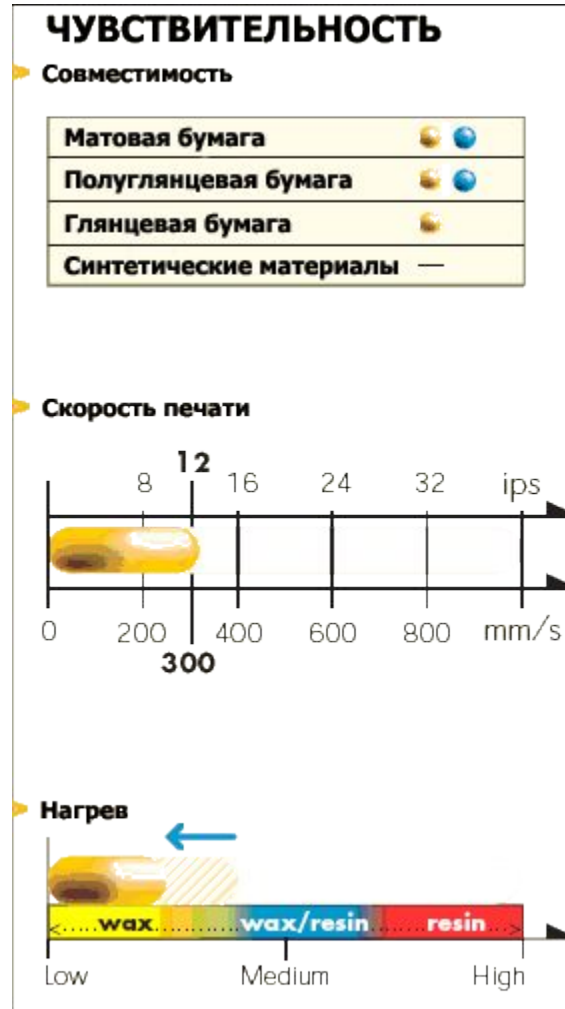 ЧУВСТВИТЕЛЬНОСТЬ
Совместимость
Матовая бумага
Полуглянцевая бумага
Глянцевая бумага
Синтетические материалы —
Скорость печати
12
8 16 24 32 ips
0 200 400 600 800 mm/s
300
Нагрев
wax wax/resin resin
Low Medium High